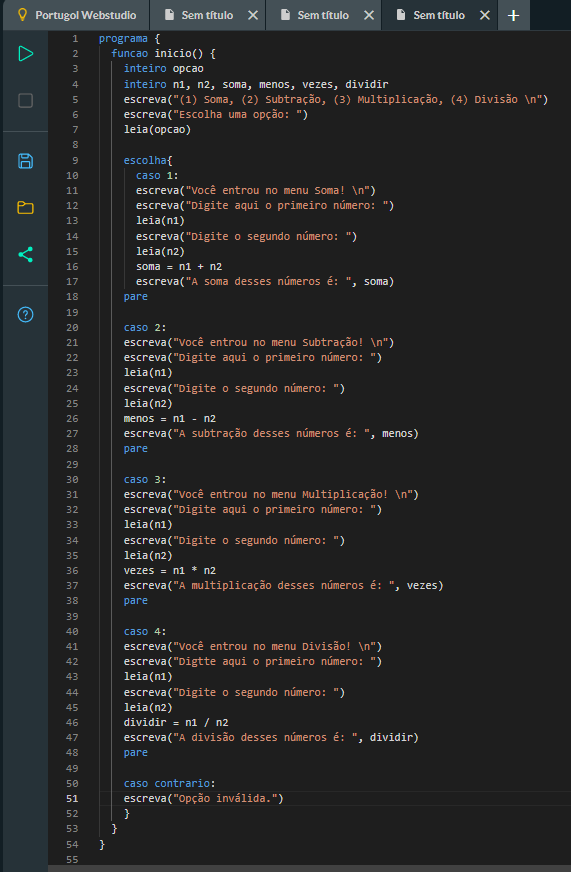 Portugol Webstudio
Sem título
Sem título
Sem título
1 programa {
2   funcao inicio() {
3     inteiro opcao
4     inteiro n1, n2, soma, menos, vezes, dividir
5     escreva("(1) Soma, (2) Subtração, (3) Multiplicação, (4) Divisão \n")
6     escreva("Escolha uma opção: ")
7     leia(opcao)
8
9     escolha{
10       caso 1:
11       escreva("Você entrou no menu Soma! \n")
12       escreva("Digite aqui o primeiro número: ")
13       leia(n1)
14       escreva("Digite o segundo número: ")
15       leia(n2)
16       soma = n1 + n2
17       escreva("A soma desses números é: ", soma)
18     pare
19
20     caso 2:
21     escreva("Você entrou no menu Subtração! \n")
22     escreva("Digite aqui o primeiro número: ")
23     leia(n1)
24     escreva("Digite o segundo número: ")
25     leia(n2)
26     menos = n1 - n2
27     escreva("A subtração desses números é: ", menos)
28     pare
29
30     caso 3:
31     escreva("Você entrou no menu Multiplicação! \n")
32     escreva("Digite aqui o primeiro número: ")
33     leia(n1)
34     escreva("Digite o segundo número: ")
35     leia(n2)
36     vezes = n1 * n2
37     escreva("A multiplicação desses números é: ", vezes)
38     pare
39
40     caso 4:
41     escreva("Você entrou no menu Divisão! \n")
42     escreva("Digtte aqui o primeiro número: ")
43     leia(n1)
44     escreva("Digite o segundo número: ")
45     leia(n2)
46     dividir = n1 / n2
47     escreva("A divisão desses números é: ", dividir)
48     pare
49
50     caso contrario:
51     escreva("Opção inválida.")
52     }
53   }
54 }
55